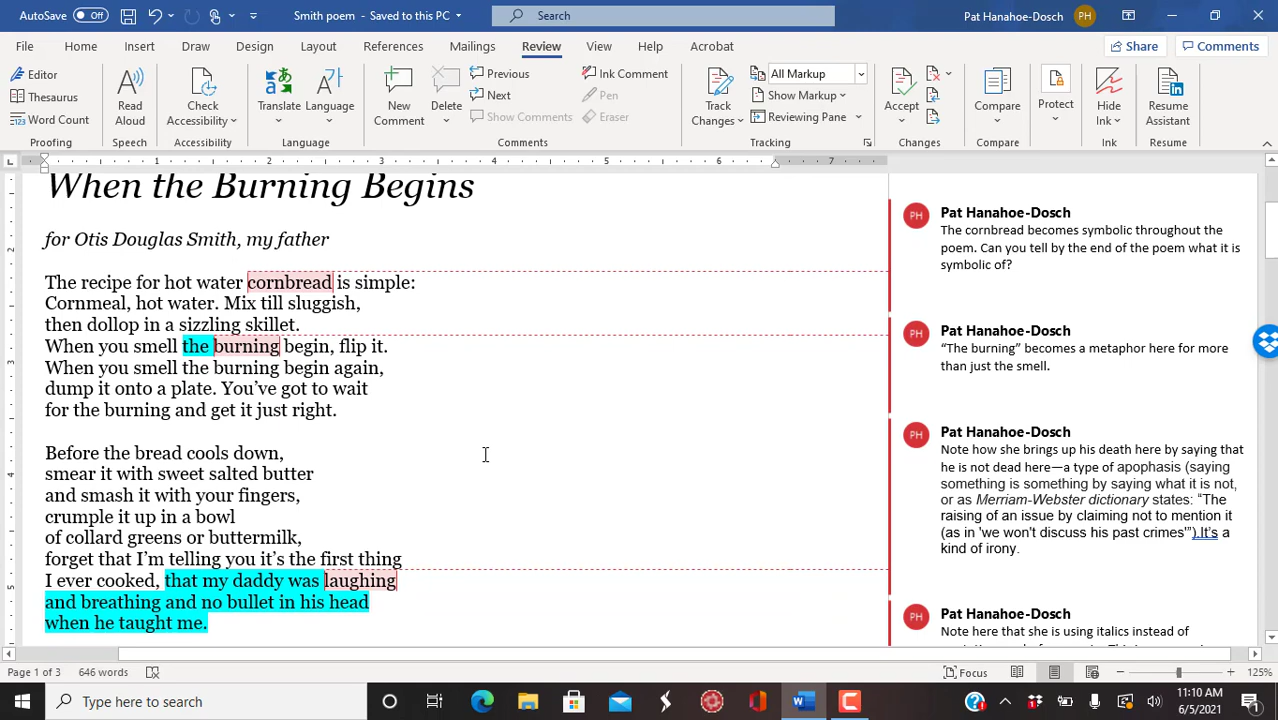 AutoSave Off Smith poem - Saved to this PC Search Pat Hanahoe-Dosch PH
File Home Insert Draw Design Layout References Mailings Review View Help Acrobat Share Comments
Editor
Thesaurus
Word Count
Read Aloud
Check Accessibility
Translate
Language
New Comment
Delete
Previous
Next
Show Comments
Ink Comment
Pen
Eraser
Track Changes
All Markup
Show Markup
Reviewing Pane
Accept
Compare
Protect
Hide Ink
Resume Assistant
Proofing Speech Accessibility Language Comments Tracking Changes Compare Ink Resume
1 2 3 4 5 6 7
When the Burning Begins
for Otis Douglas Smith, my father
The recipe for hot water cornbread is simple:
Cornmeal, hot water. Mix till sluggish,
then dollop in a sizzling skillet.
When you smell the burning begin, flip it.
When you smell the burning begin again,
dump it onto a plate. You’ve got to wait
for the burning and get it just right.
Before the bread cools down,
smear it with sweet salted butter
and smash it with your fingers,
crumple it up in a bowl
of collard greens or buttermilk,
forget that I’m telling you it’s the first thing
I ever cooked, that my daddy was laughing
and breathing and no bullet in his head
when he taught me.
2
3
4
5
PH Pat Hanahoe-Dosch
The cornbread becomes symbolic throughout the
poem. Can you tell by the end of the poem what it is
symbolic of?
PH Pat Hanahoe-Dosch
“The burning” becomes a metaphor here for more
than just the smell.
PH Pat Hanahoe-Dosch
Note how she brings up his death here by saying that
he is not dead here—a type of apophasis (saying
something is something by saying what it is not,
or as Merriam-Webster dictionary states: “The
raising of an issue by claiming not to mention it
(as in 'we won't discuss his past crimes'”).It’s a
kind of irony.
PH Pat Hanahoe-Dosch
Note here that she is using italics instead of
Page 1 of 3 646 words Focus 125%
Type here to search
11:10 AM
6/5/2021
1